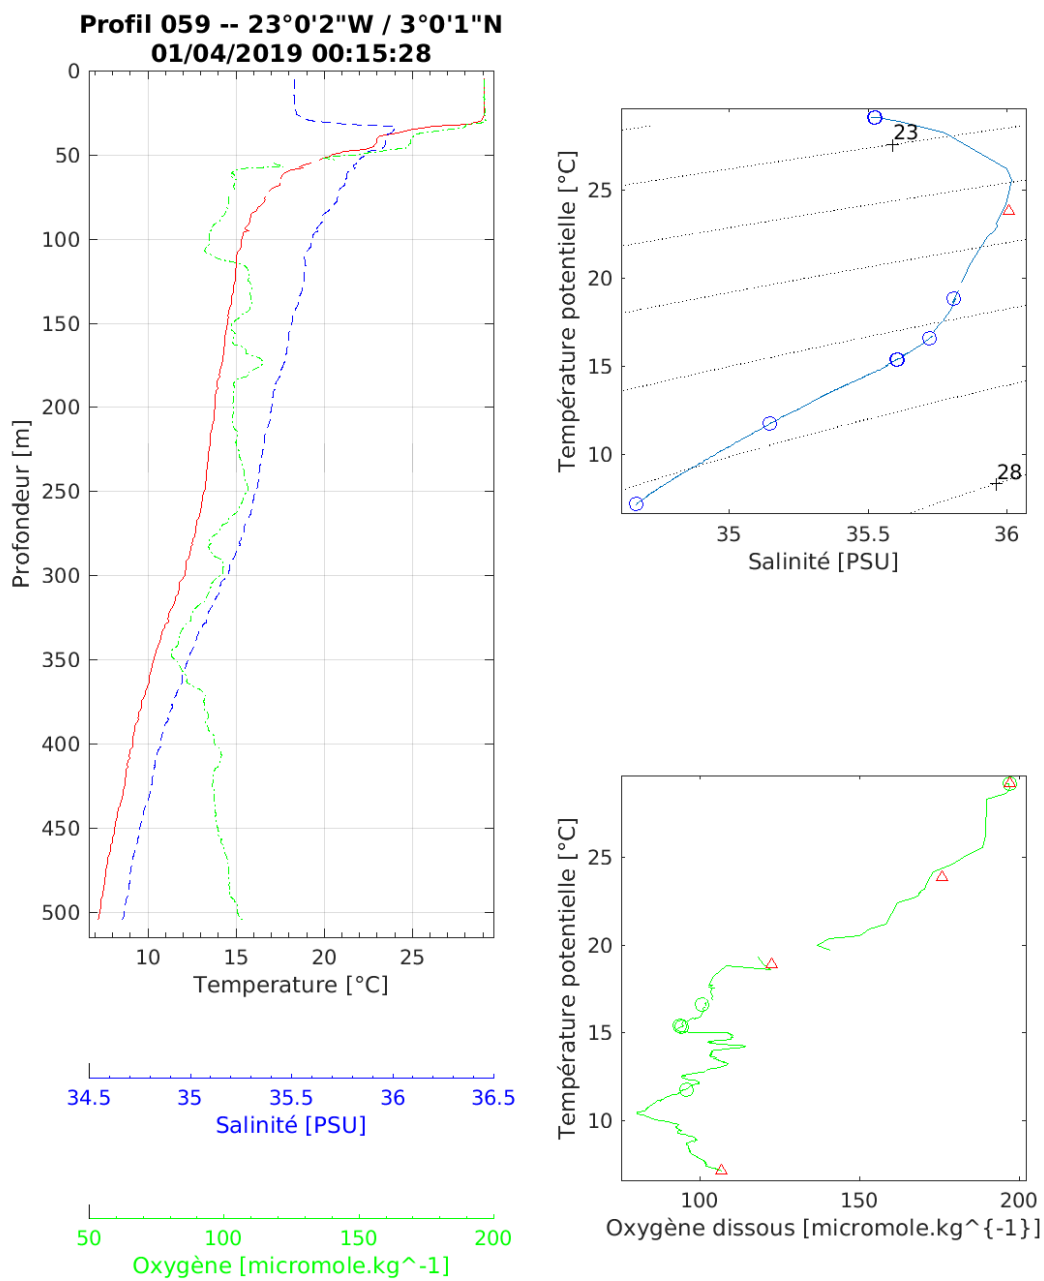 Profil 059 -- 23°0'2"W / 3°0'1"N
01/04/2019 00:15:28
0
50
100
150
200
250
300
350
400
450
500
Profondeur [m]
10 15 20 25
Temperature [°C]
34.5 35 35.5 36 36.5
Salinité [PSU]
50 100 150 200
Oxygène [micromole.kg^-1]
23
28
25
20
15
10
Température potentielle [°C]
35 35.5 36
Salinité [PSU]
25
20
15
10
Température potentielle [°C]
100 150 200
Oxygène dissous [micromole.kg^{-1}]